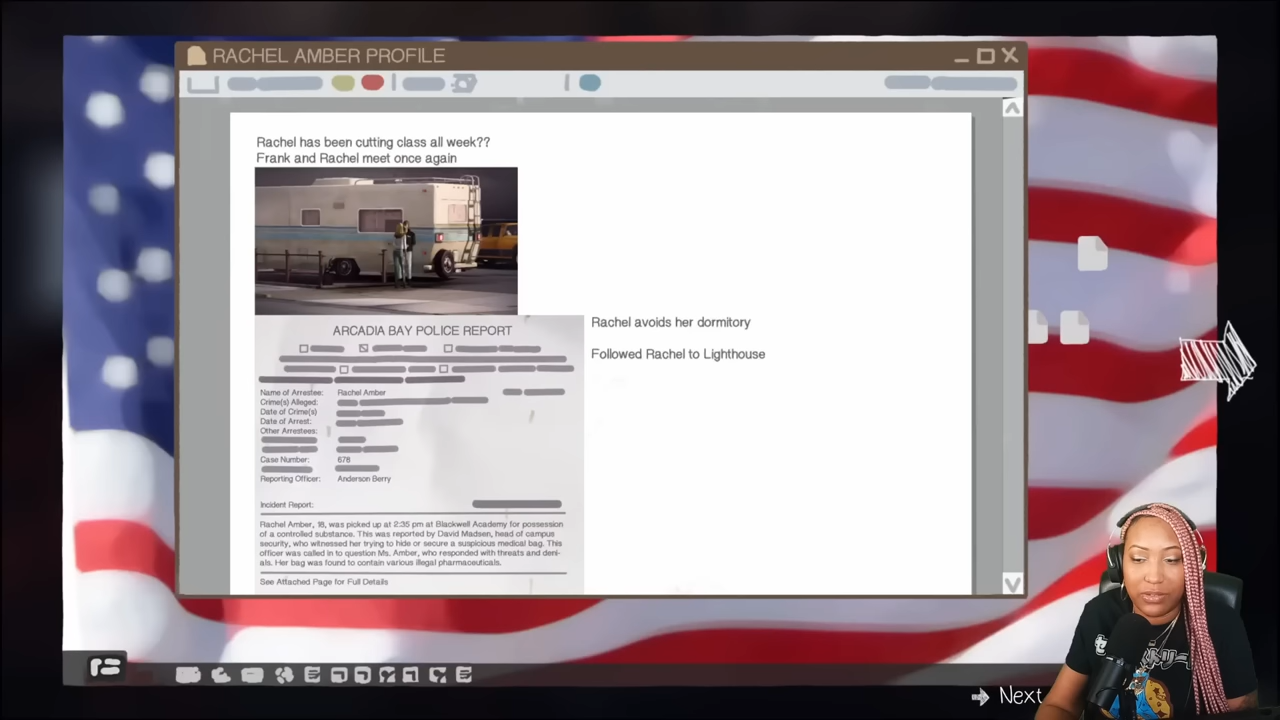 RACHEL AMBER PROFILE
Rachel has been cutting class all week??
Frank and Rachel meet once again
ARCADIA BAY POLICE REPORT
Name of Arrestee: Rachel Amber
Crime(s) Alleged:
Date of Crime(s)
Date of Arrest:
Other Arrestees:
Case Number: 678
Reporting Officer: Anderson Berry
Incident Report:
Rachel Amber, 18, was picked up at 2:35 pm at Blackwell Academy for possession
of a controlled substance. This was reported by David Madsen, head of campus
security, who witnessed her trying to hide or secure a suspicious medical bag. This
officer was called in to question Ms. Amber, who responded with threats and deni-
als. Her bag was found to contain various illegal pharmaceuticals.
See Attached Page for Full Details
Rachel avoids her dormitory
Followed Rachel to Lighthouse
Next